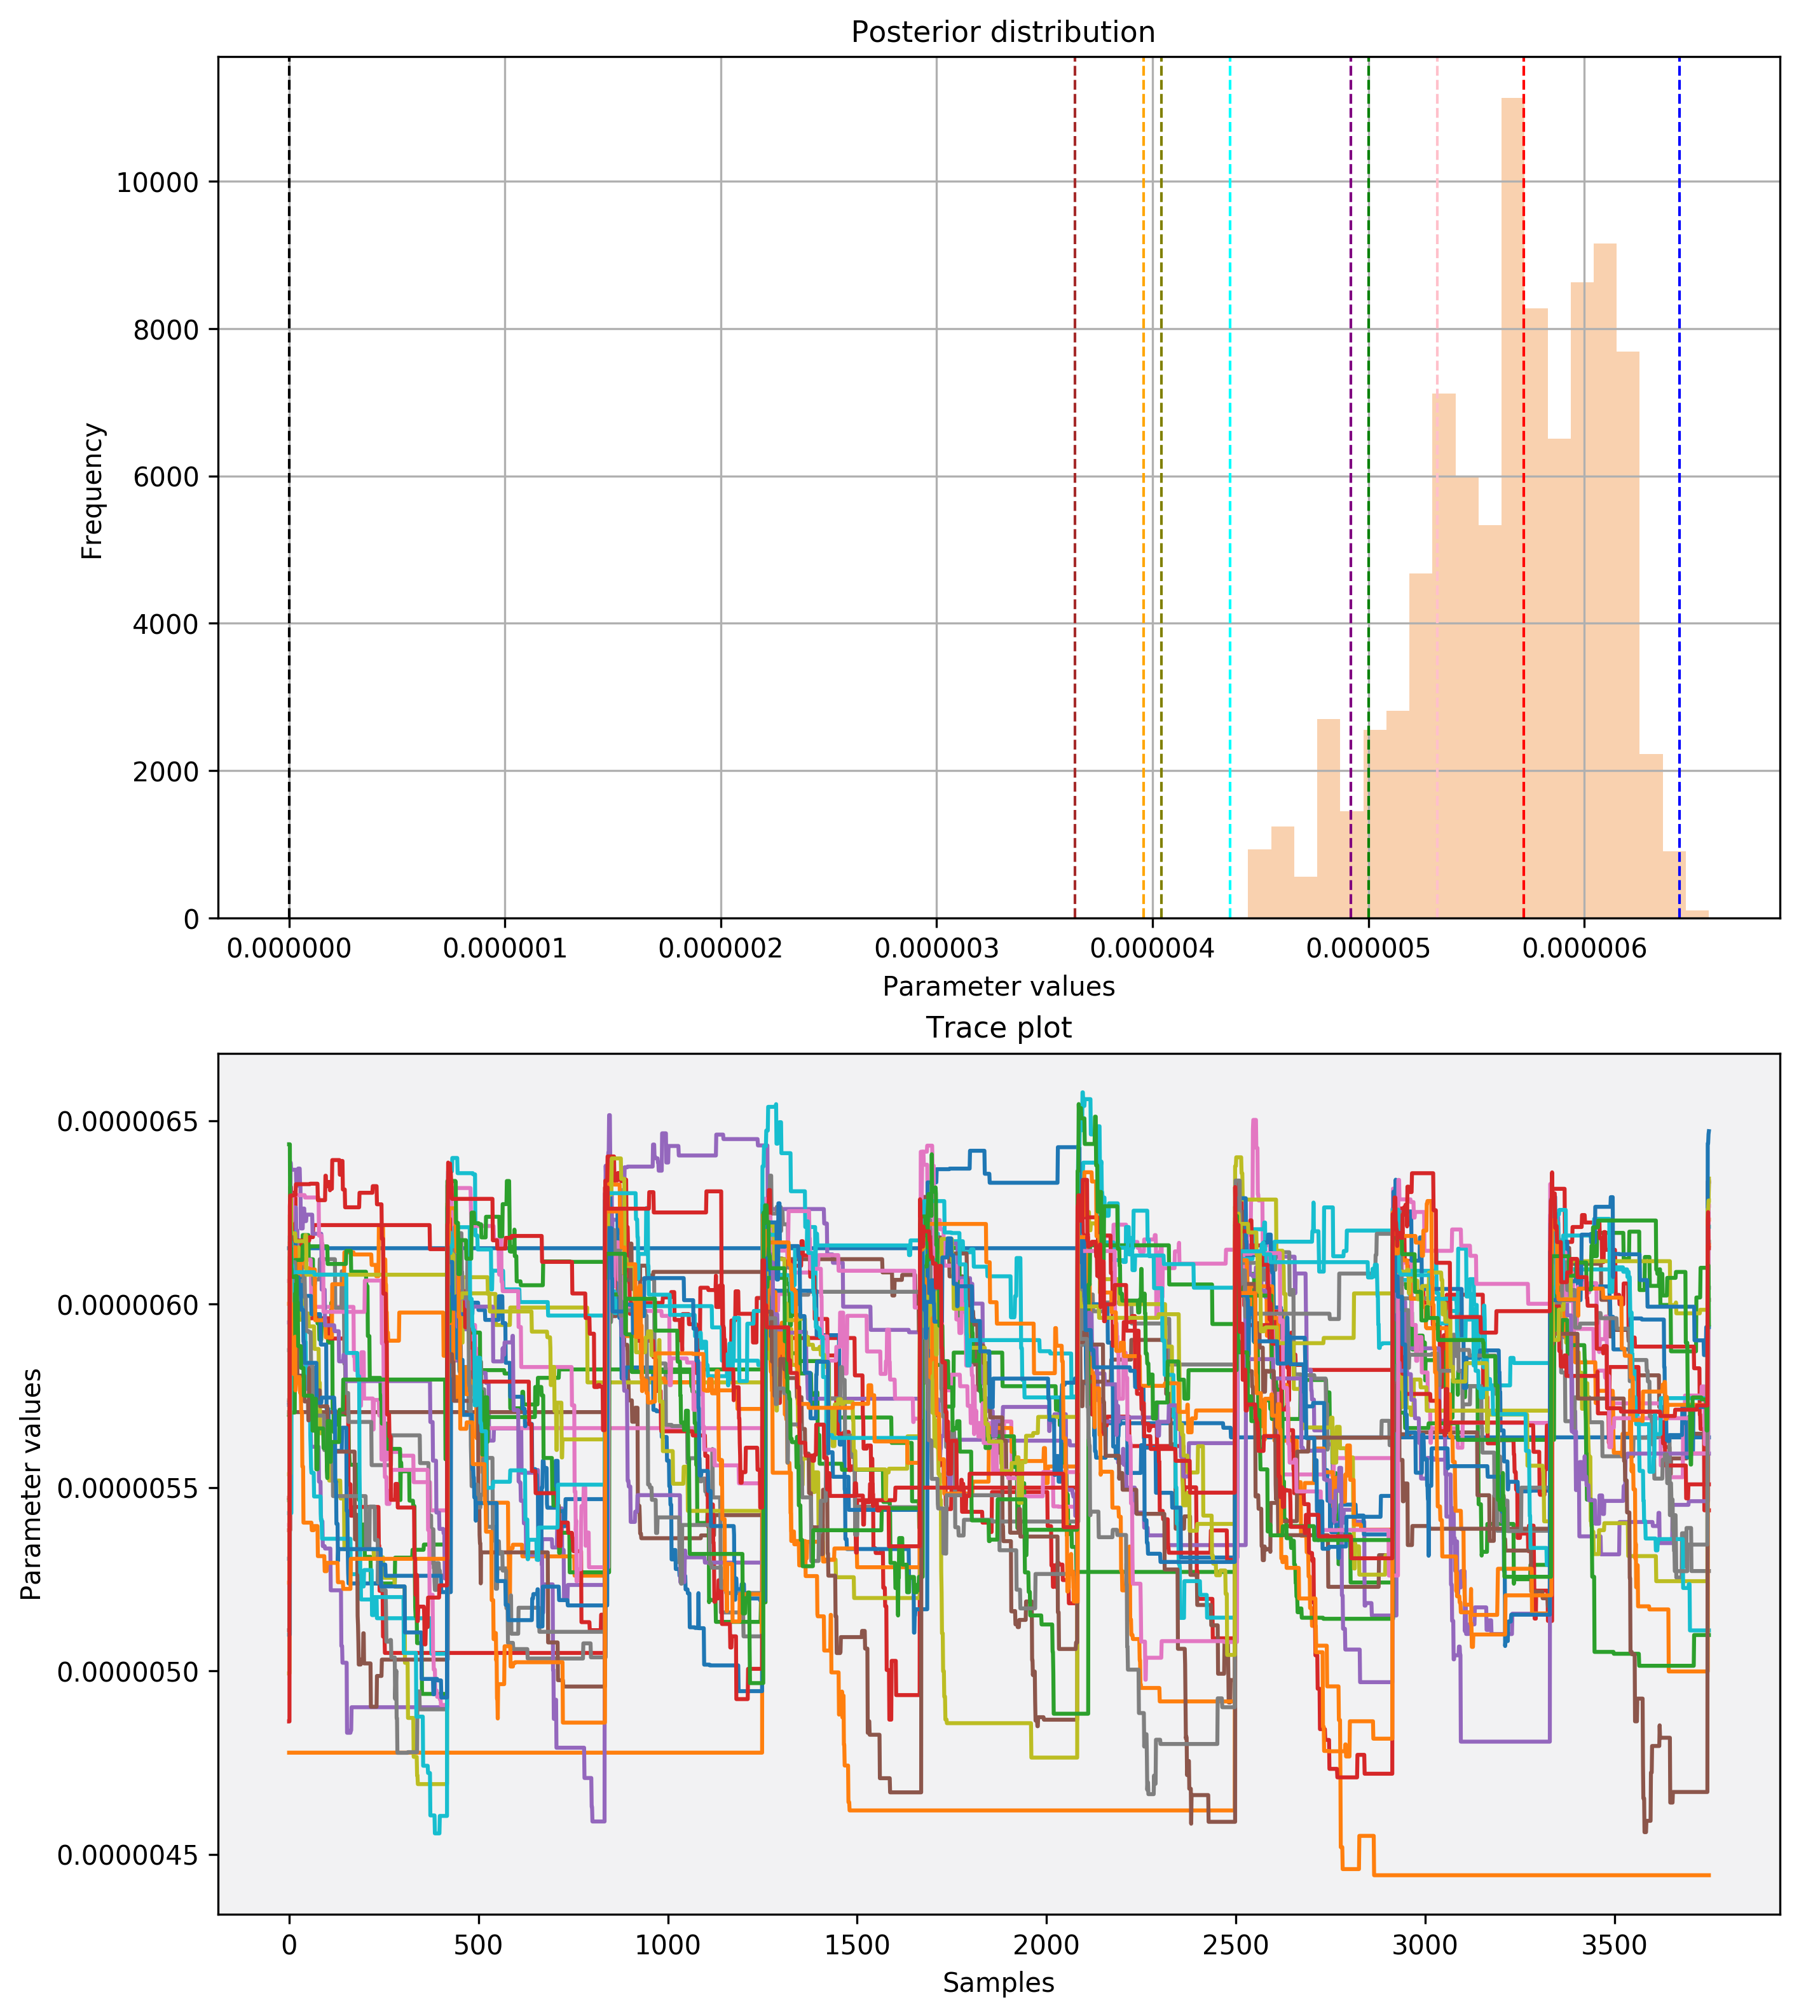 Posterior distribution
10000
8000
6000
4000
2000
0
Frequency
0.000000 0.000001 0.000002 0.000003 0.000004 0.000005 0.000006
Parameter values
Trace plot
0.0000065
0.0000060
0.0000055
0.0000050
0.0000045
Parameter values
0 500 1000 1500 2000 2500 3000 3500
Samples